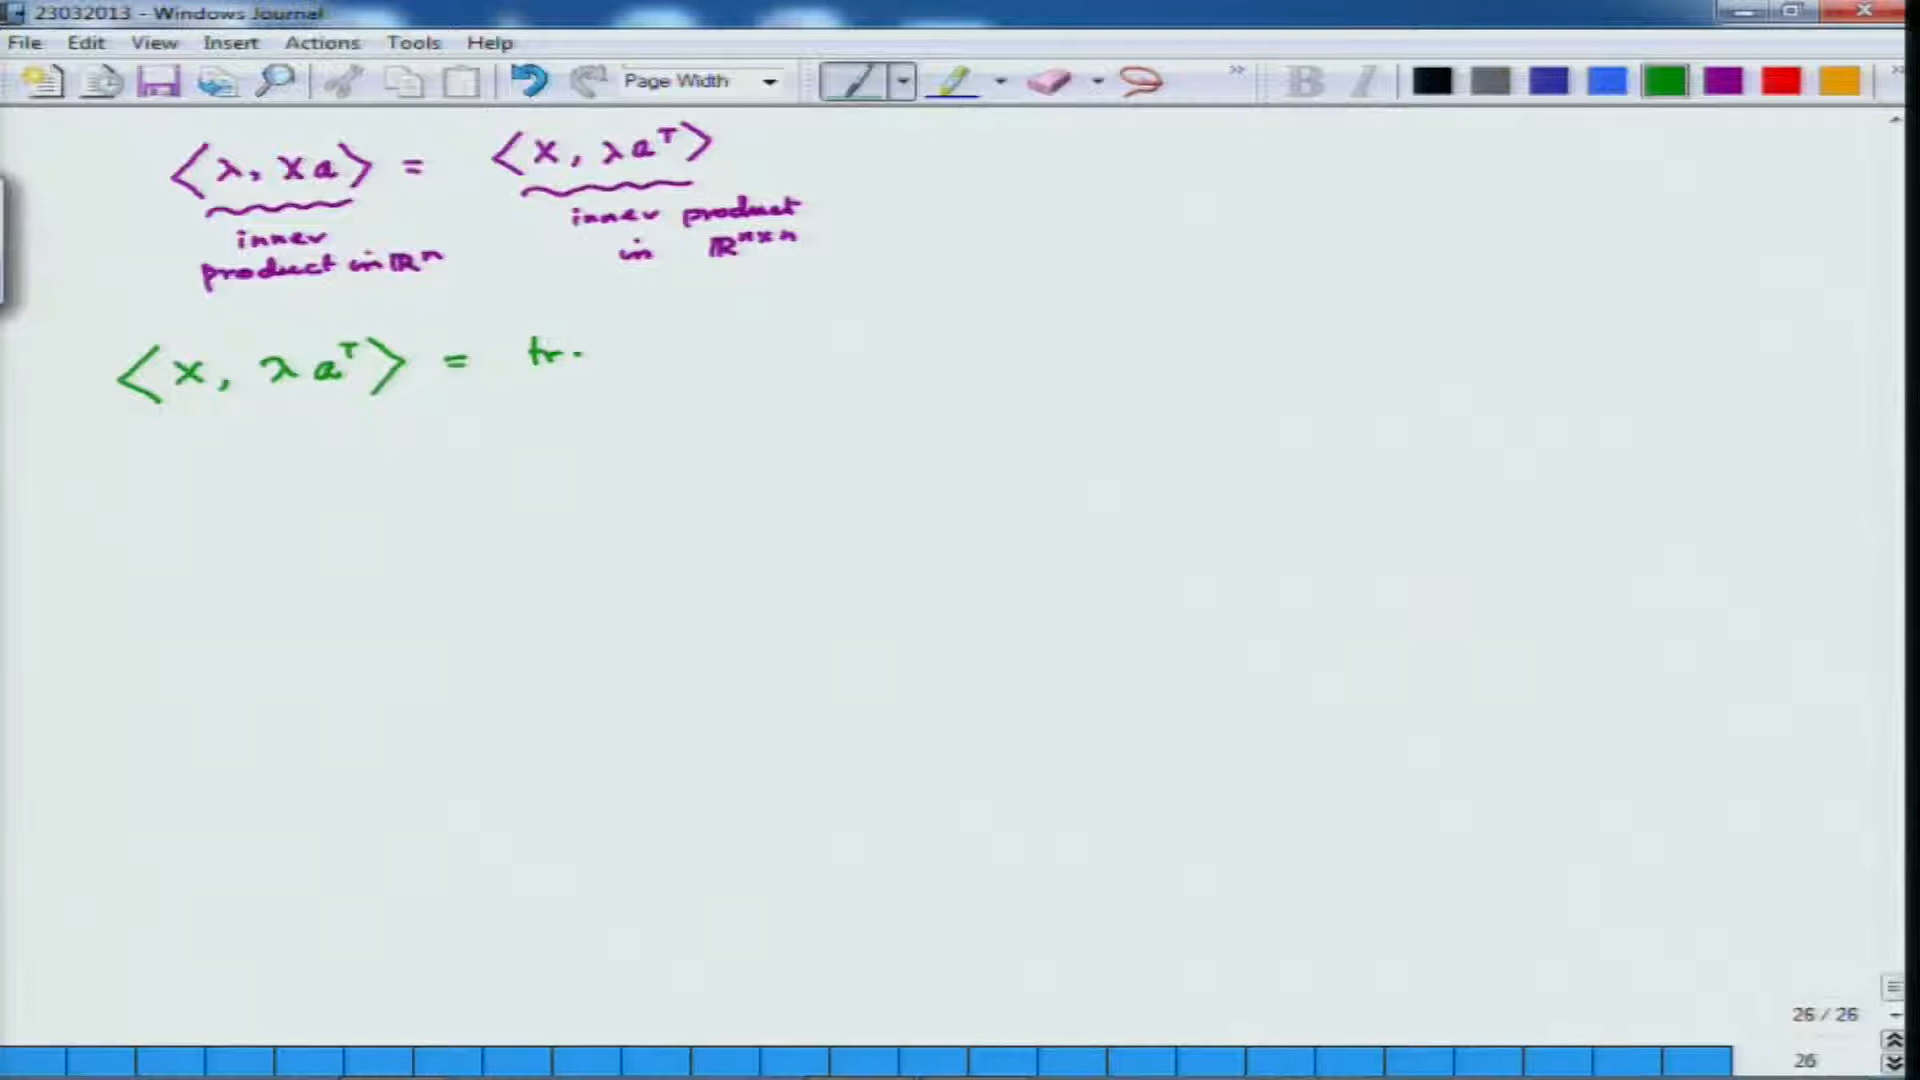 23032013 - Windows Journal
File Edit View Insert Actions Tools Help
Page Width
B I
⟨λ, Xa⟩ = ⟨X, λaᵀ⟩
inner product in ℝⁿ
inner product in ℝⁿˣⁿ
⟨X, λaᵀ⟩ = tr.
26 / 26
26